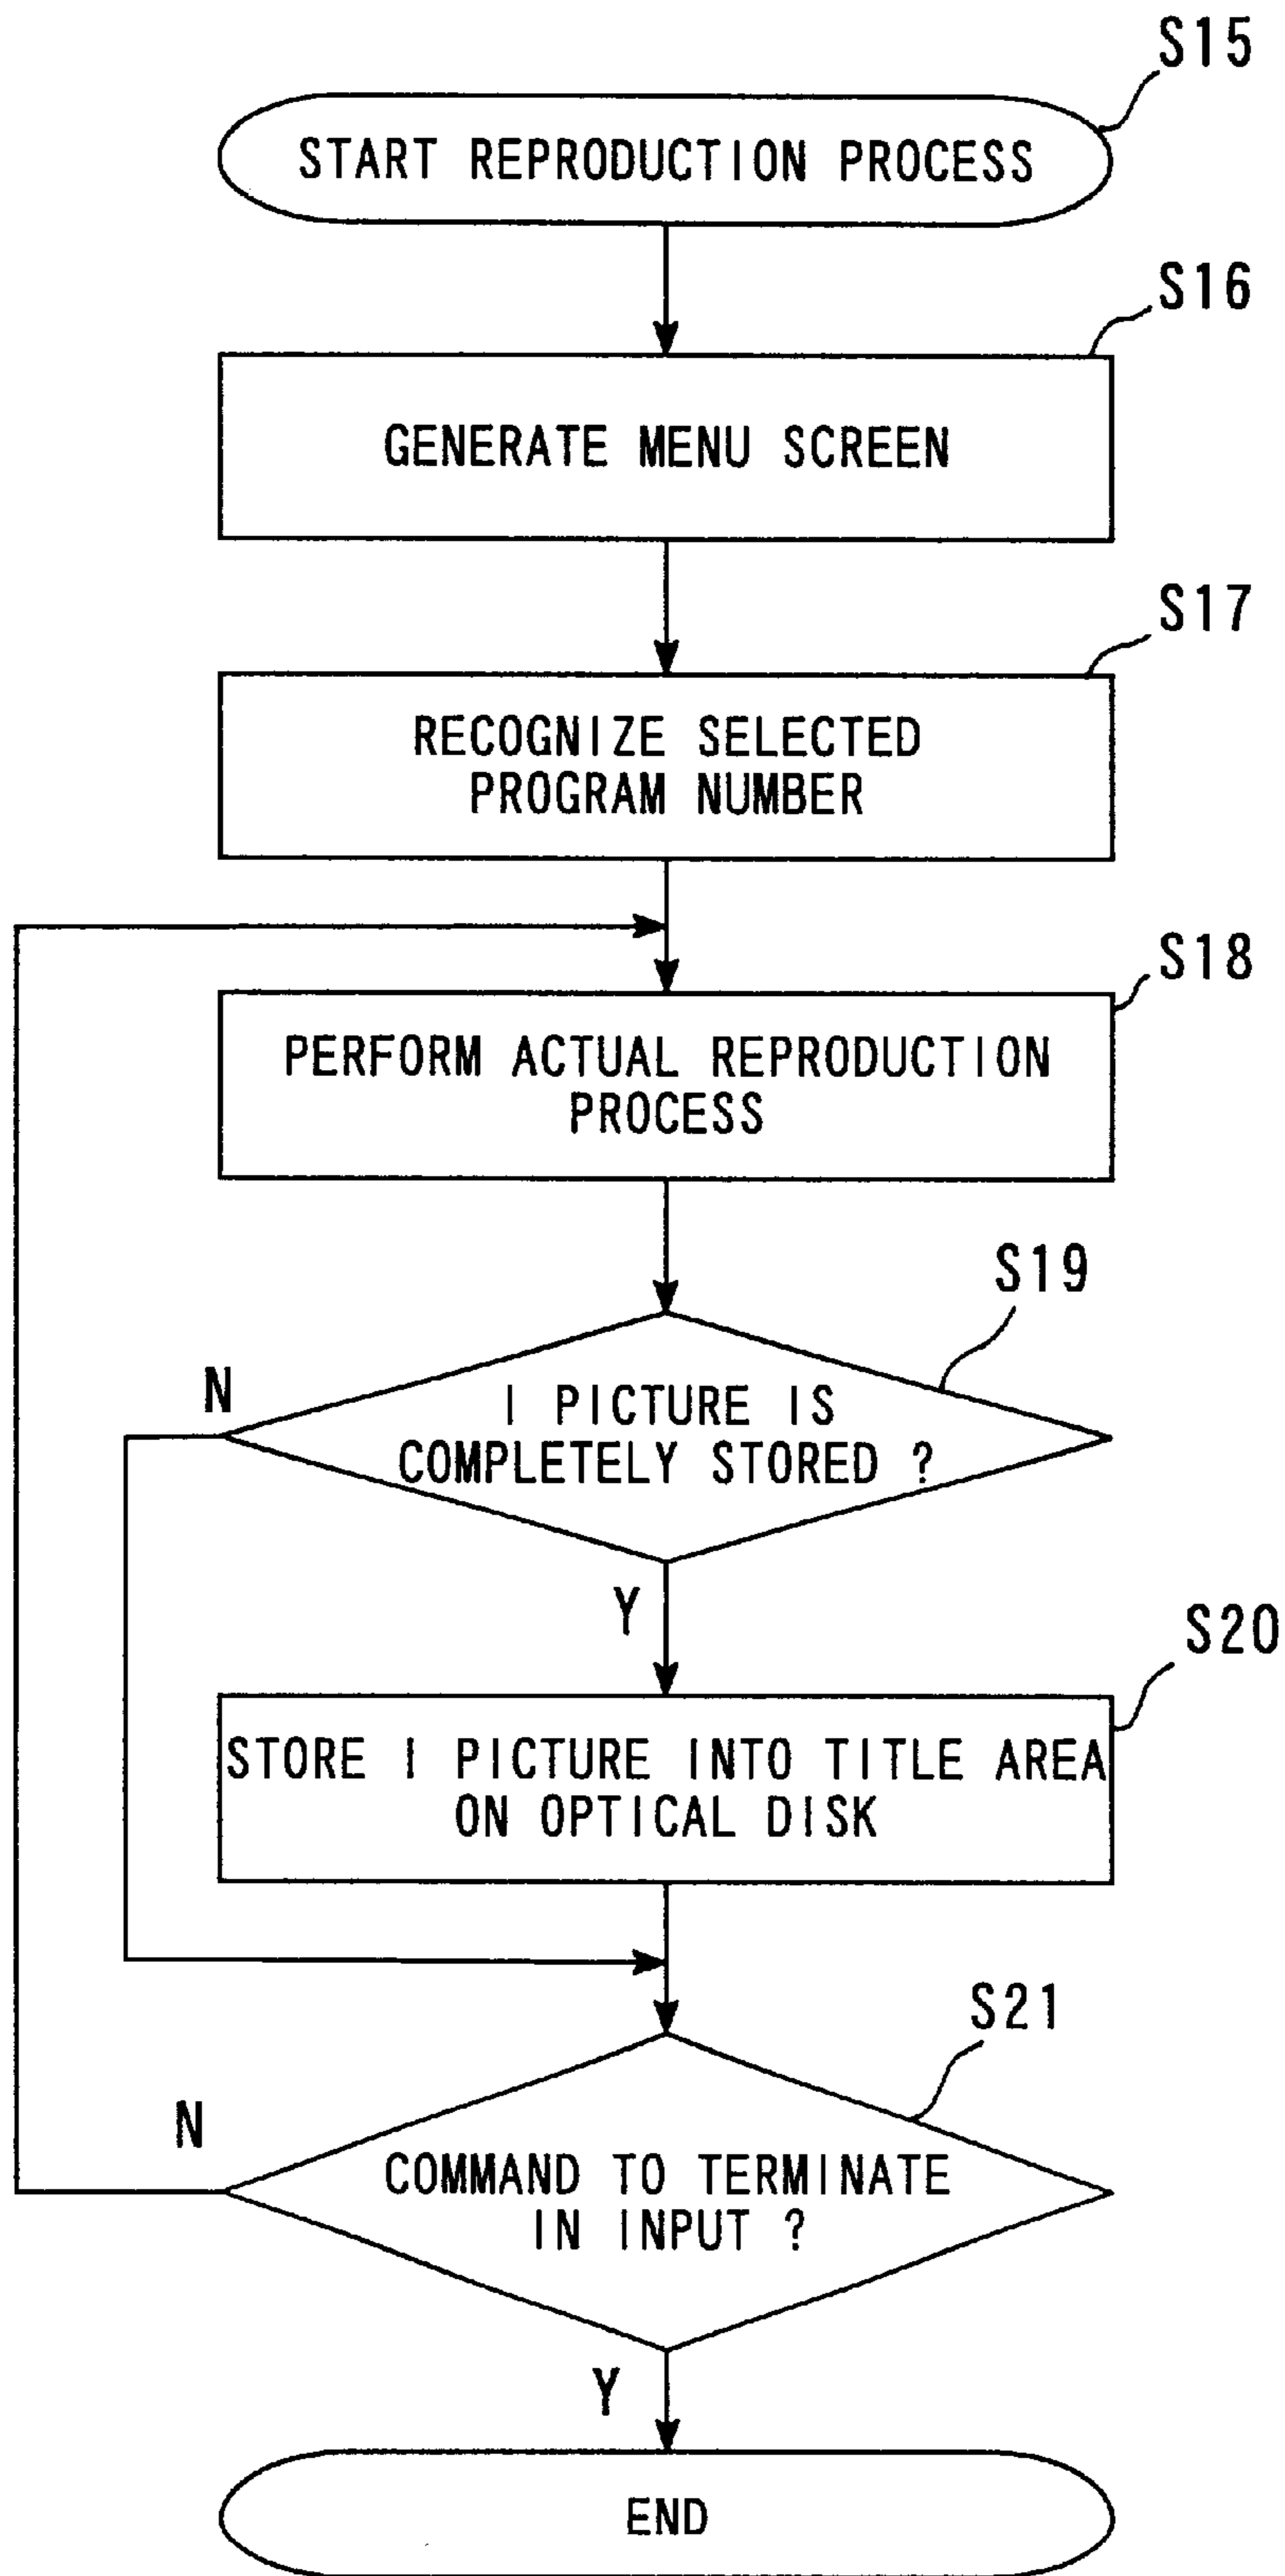 S15
START REPRODUCTION PROCESS
S16
GENERATE MENU SCREEN
S17
RECOGNIZE SELECTED
PROGRAM NUMBER
S18
PERFORM ACTUAL REPRODUCTION
PROCESS
S19
N
I PICTURE IS
COMPLETELY STORED ?
Y
S20
STORE I PICTURE INTO TITLE AREA
ON OPTICAL DISK
S21
N
COMMAND TO TERMINATE
IN INPUT ?
Y
END